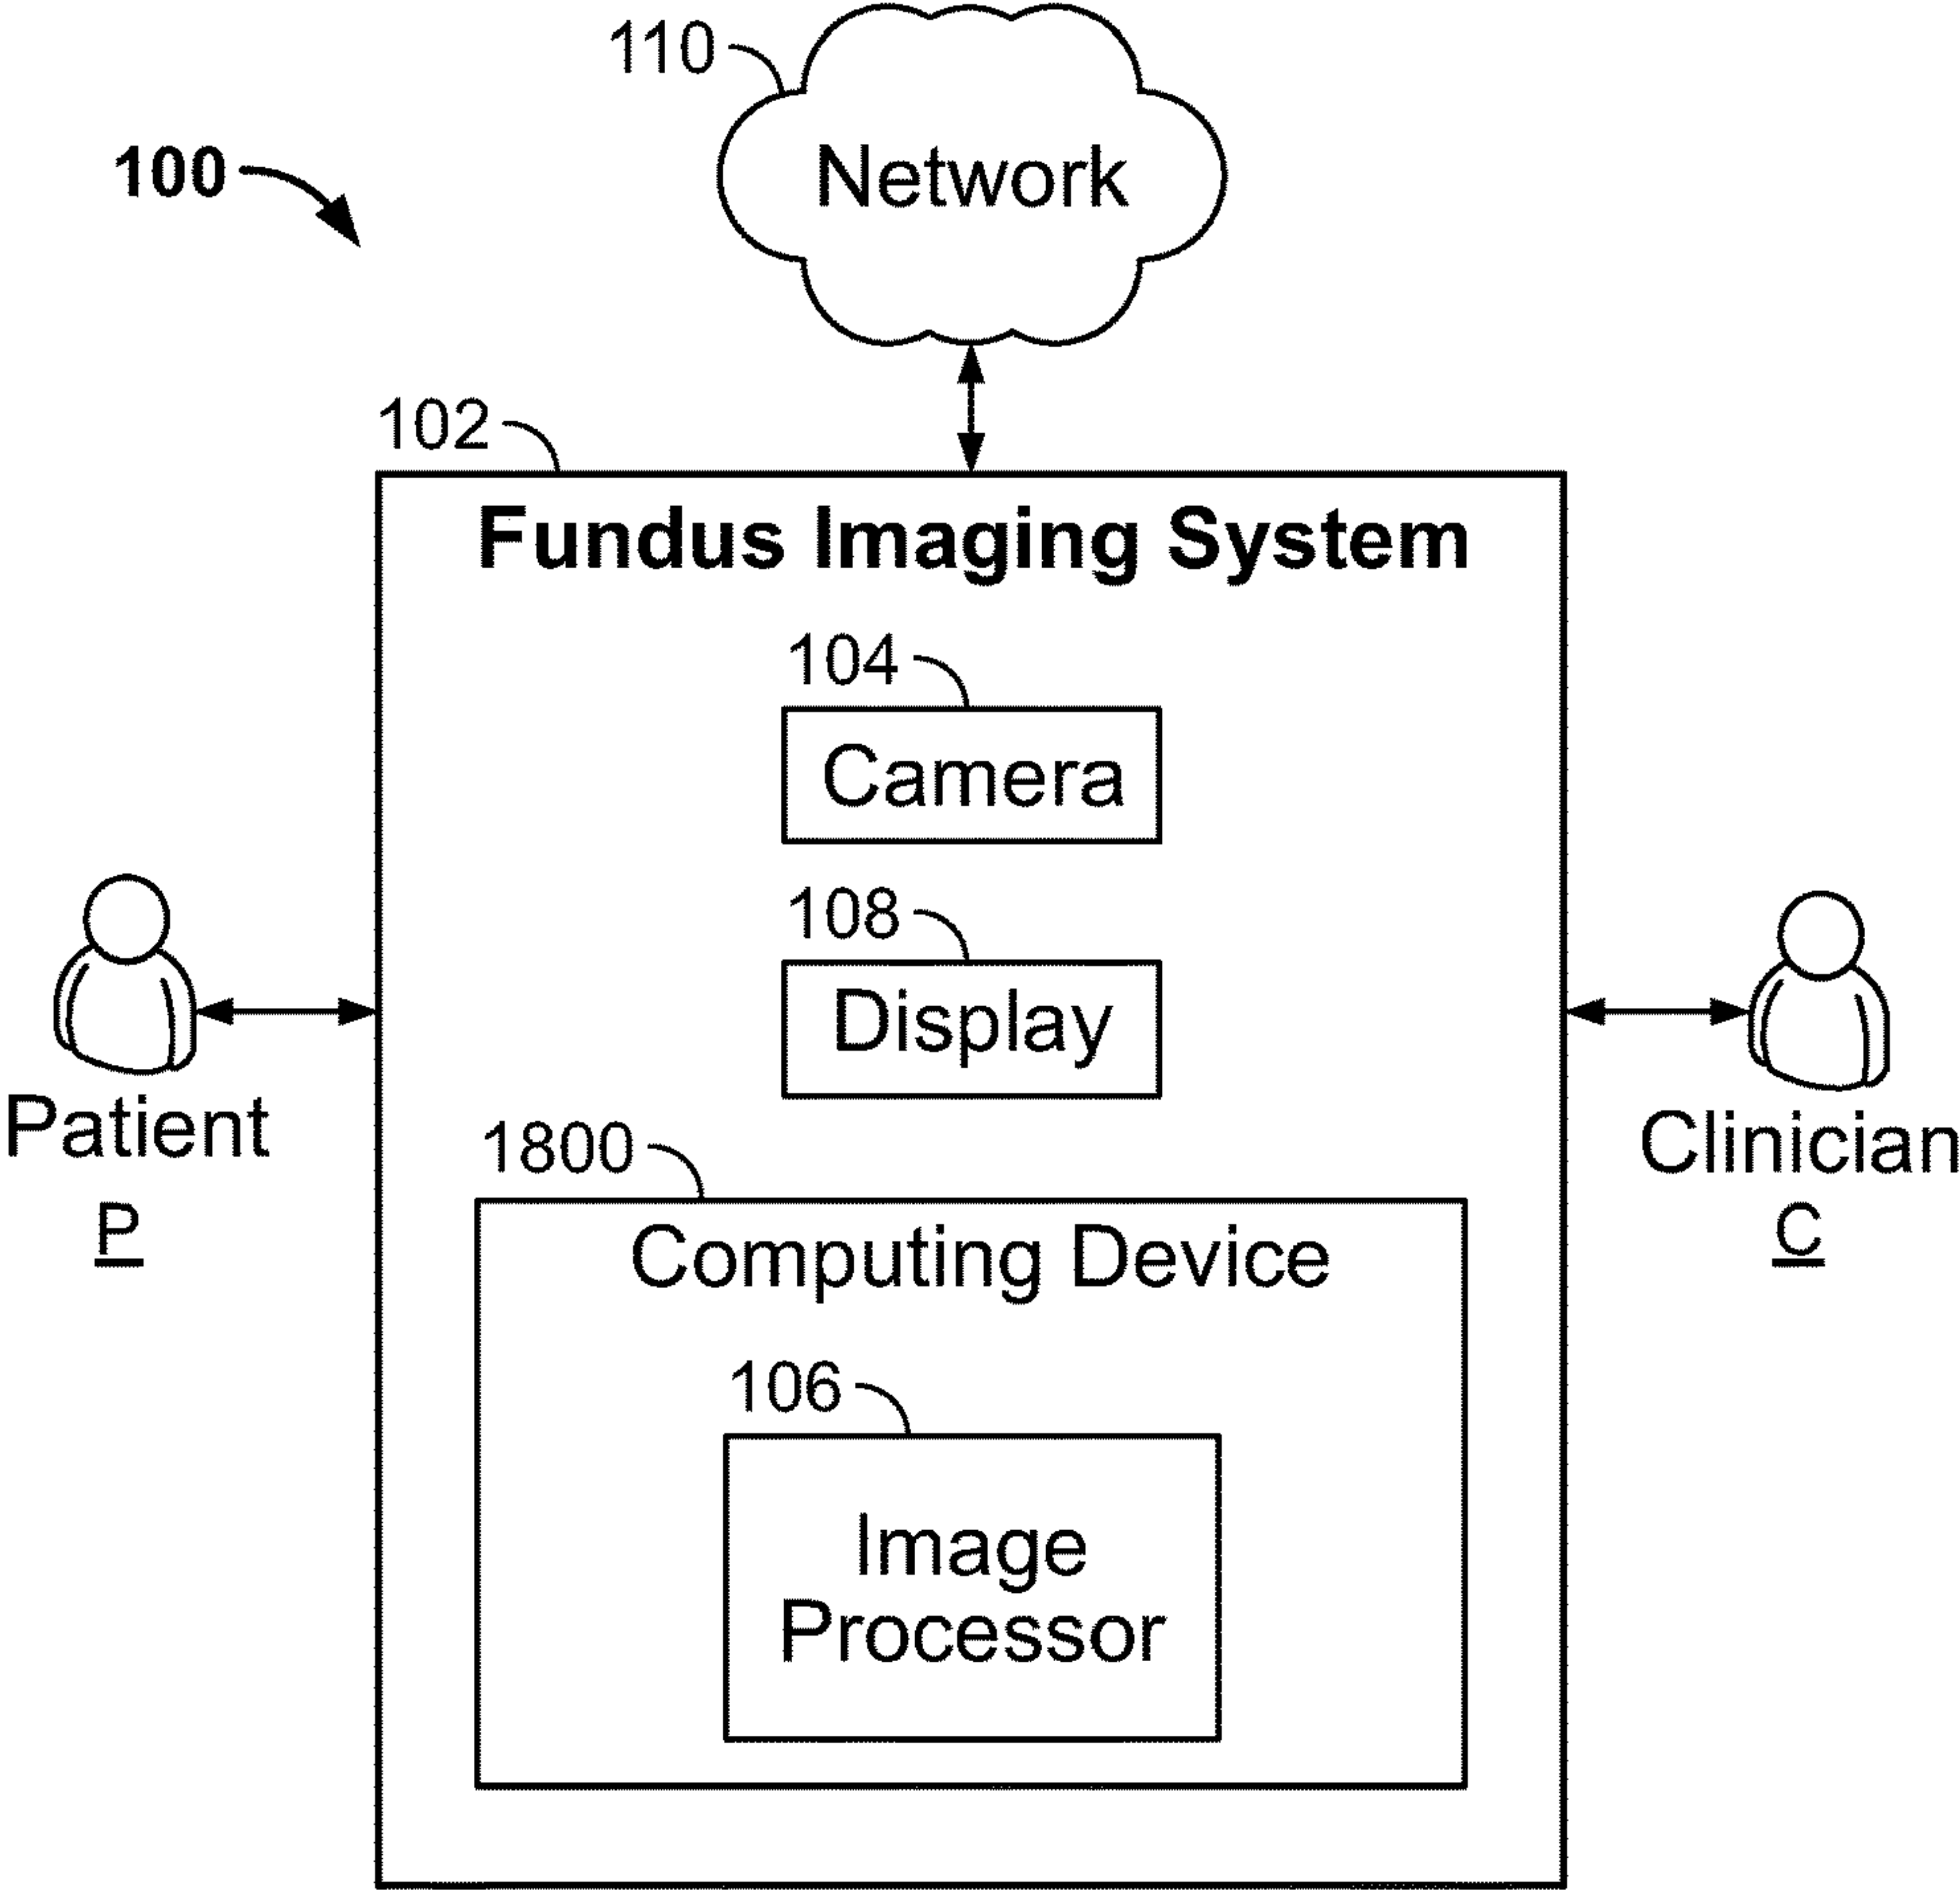 110
Network
100
102
Fundus Imaging System
104
Camera
108
Display
Patient
P
Clinician
C
1800
Computing Device
106
Image
Processor